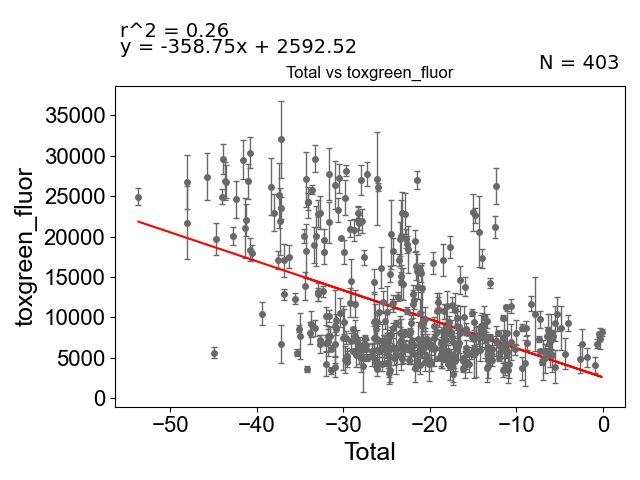 r^2 = 0.26
y = -358.75x + 2592.52
N = 403
Total vs toxgreen_fluor
35000
30000
25000
20000
15000
10000
5000
0
toxgreen_fluor
−50 −40 −30 −20 −10 0
Total